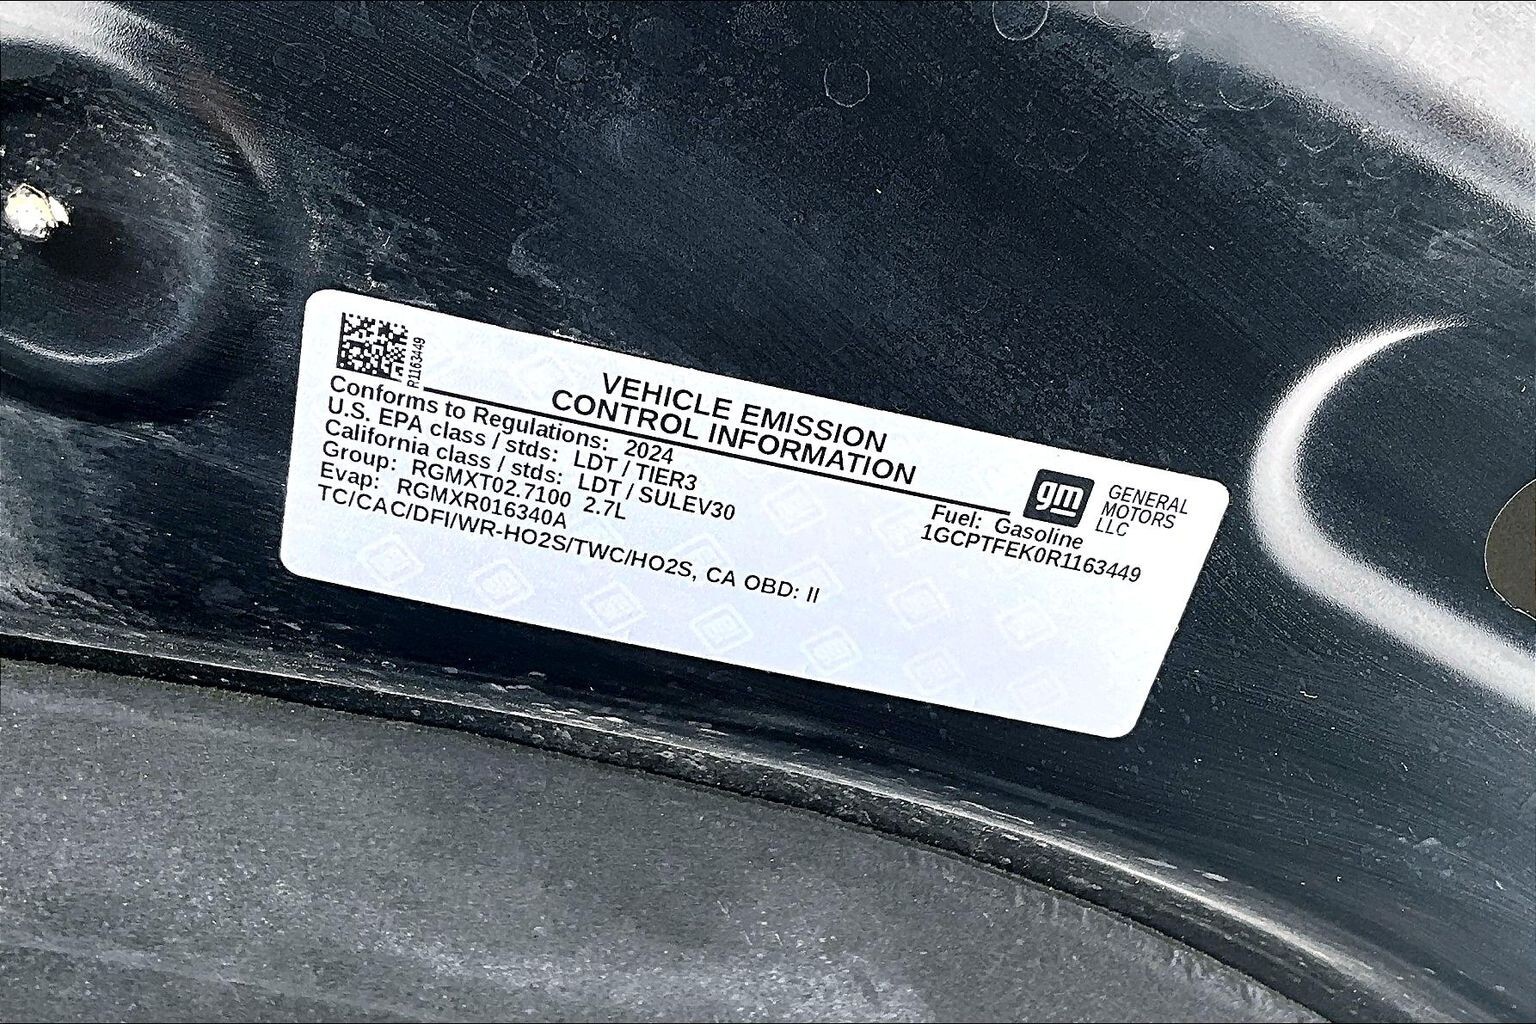 R1163449
VEHICLE EMISSION
CONTROL INFORMATION
gm
GENERAL
MOTORS
LLC
Conforms to Regulations: 2024
U.S. EPA class / stds: LDT / TIER3
California class / stds: LDT / SULEV30
Group: RGMXT02.7100 2.7L
Evap: RGMXR016340A
TC/CAC/DFI/WR-HO2S/TWC/HO2S, CA OBD: II
Fuel: Gasoline
1GCPTFEK0R1163449